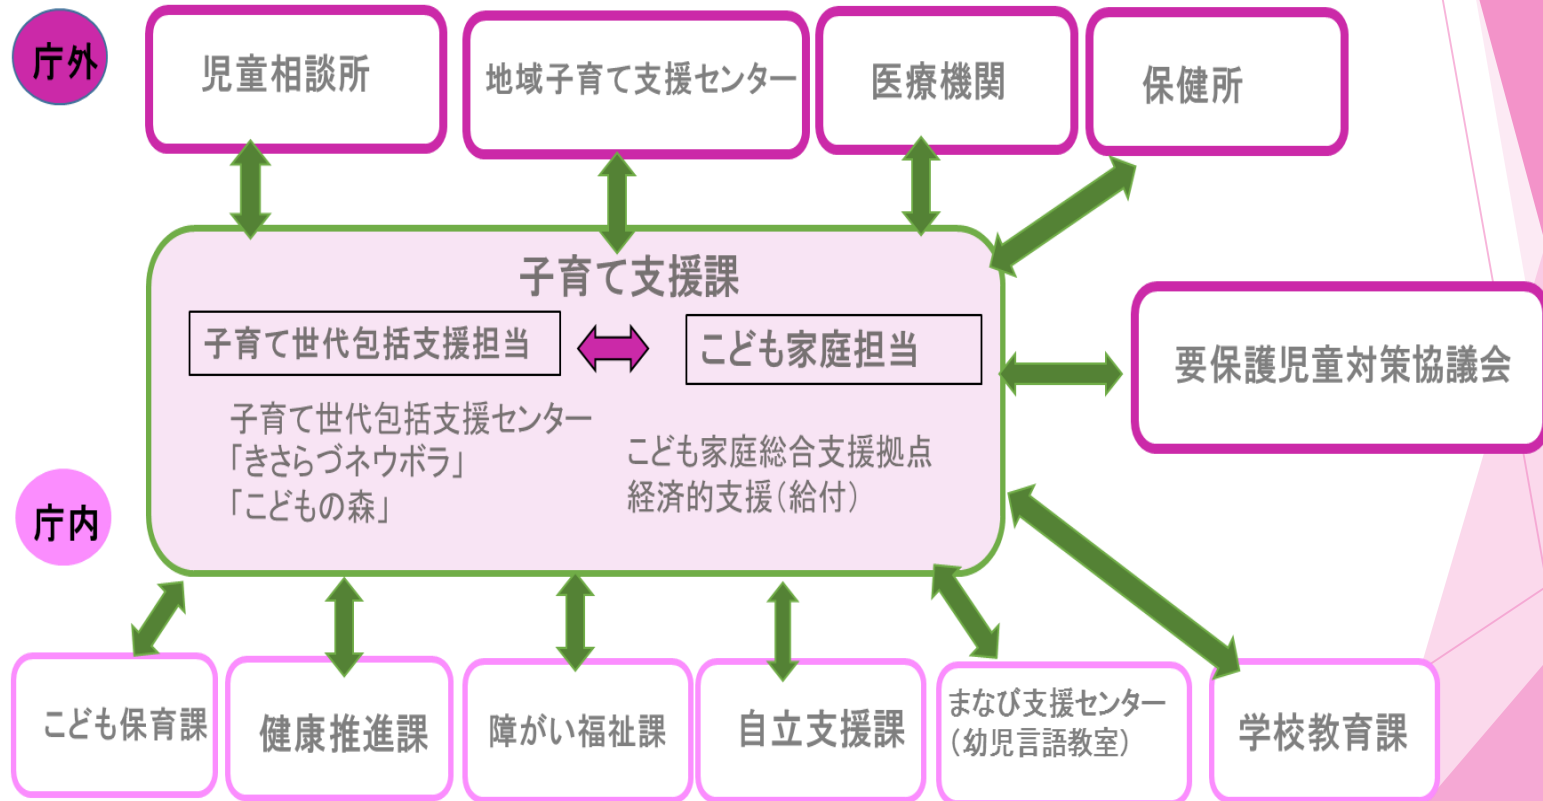 庁外
児童相談所
地域子育て支援センター
医療機関
保健所
子育て支援課
子育て世代包括支援担当
こども家庭担当
子育て世代包括支援センター
「きさらづネウボラ」
「こどもの森」
こども家庭総合支援拠点
経済的支援(給付)
要保護児童対策協議会
庁内
こども保育課
健康推進課
障がい福祉課
自立支援課
まなび支援センター
(幼児言語教室)
学校教育課